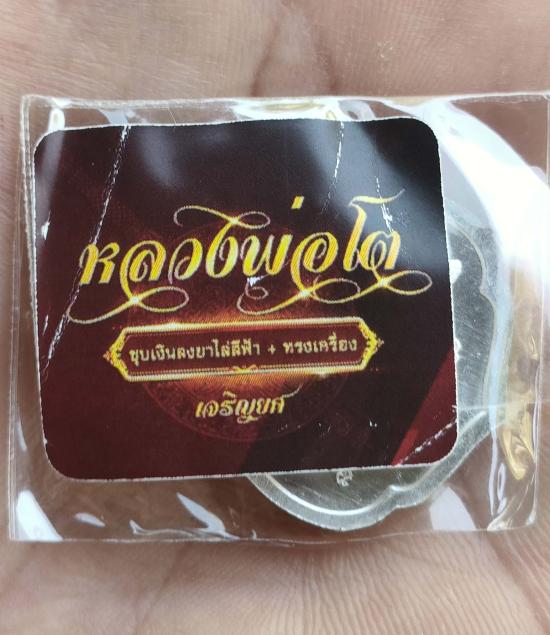 หลวงพ่อโต
ชุบเงินลงยาไล่สีฟ้า + ทรงเครื่อง
เจริญยศ